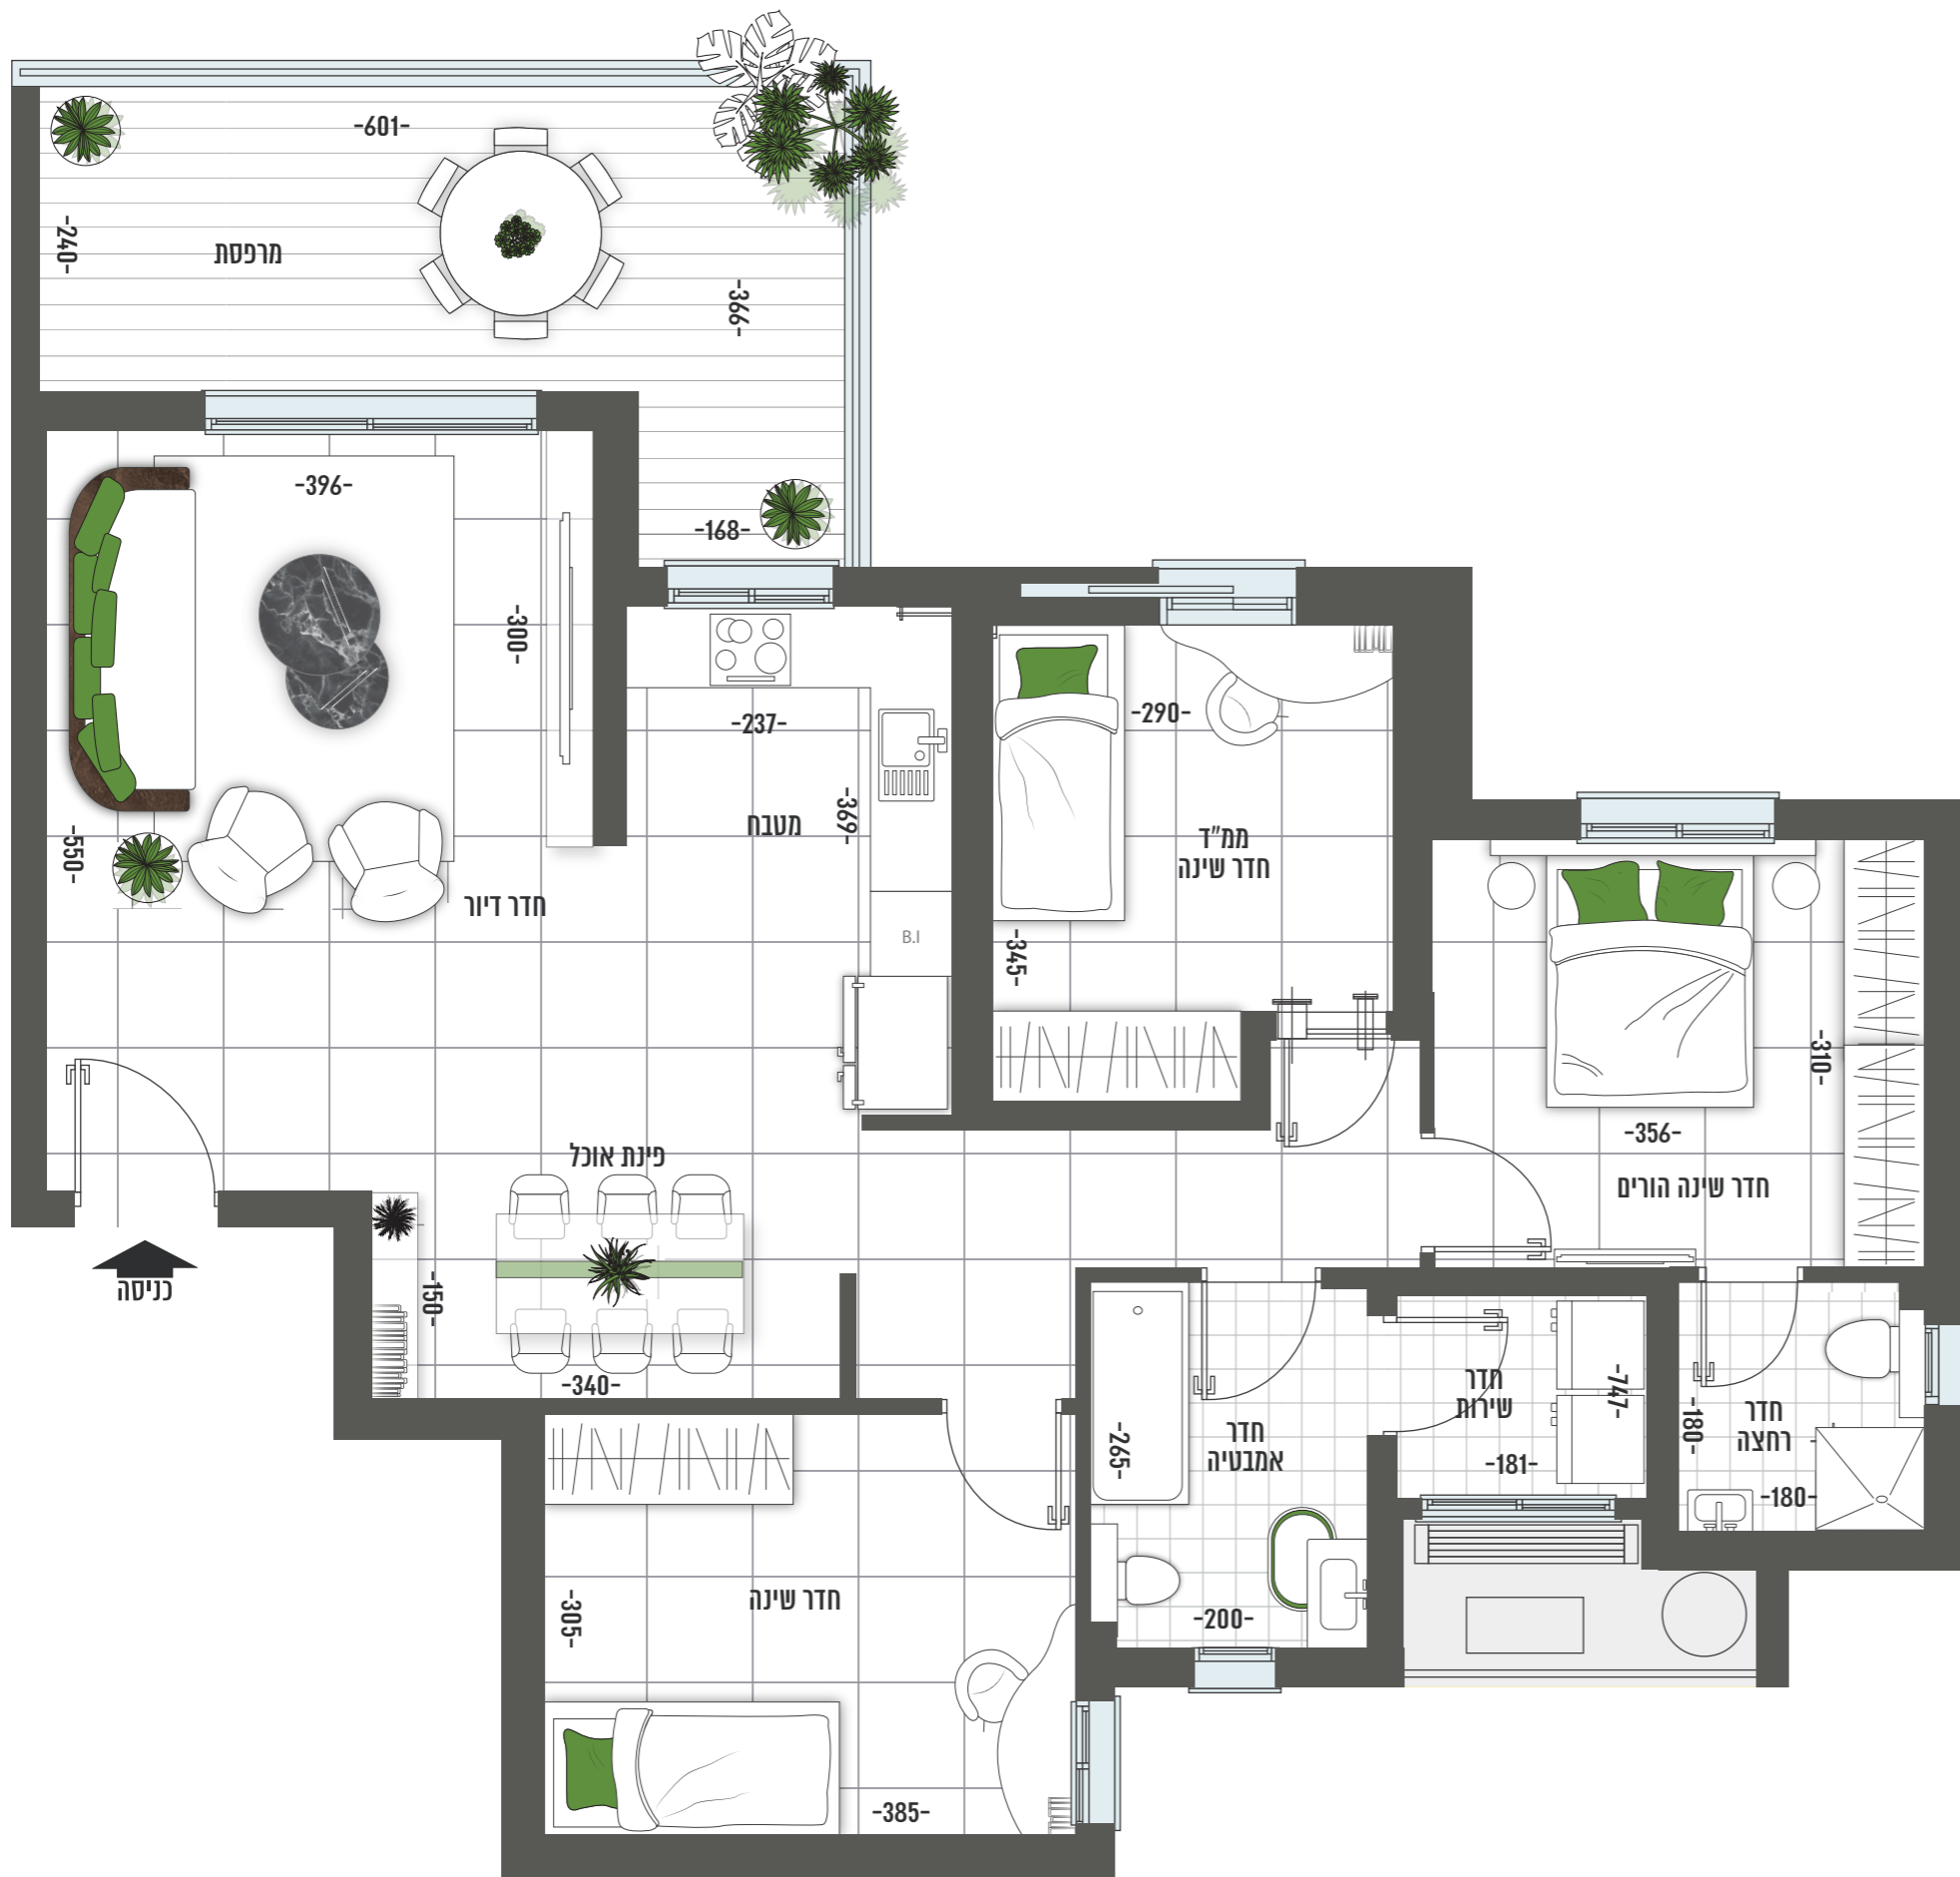 -601-
-240-
מרפסת
-366-
-396-
-168-
-300-
-237-
-290-
מטבח
-369-
ממ"ד
חדר שינה
-550-
חדר דיור
B.I
-345-
-310-
-356-
חדר שינה הורים
פינת אוכל
כניסה
-150-
-340-
חדר
שירות
-747-
-181-
חדר
רחצה
-180-
-180-
חדר
אמבטיה
-265-
-200-
חדר שינה
-305-
-385-